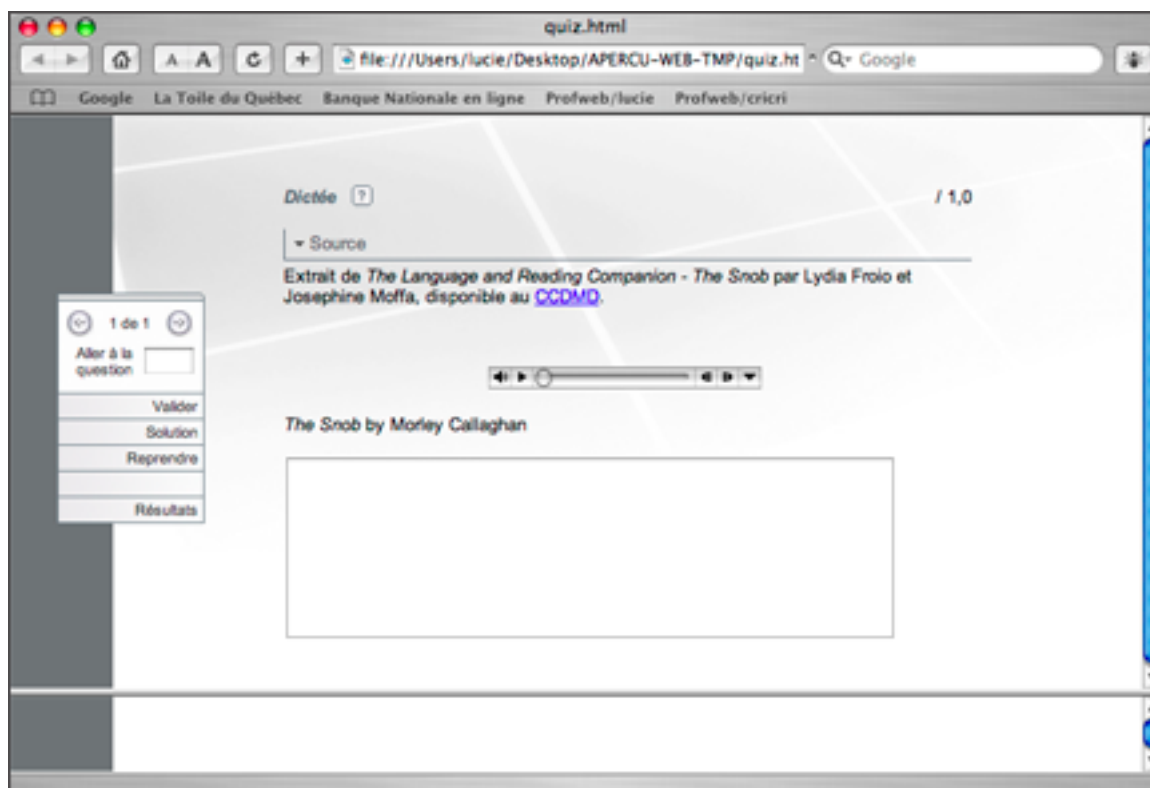 quiz.html
A A + file:///Users/lucie/Desktop/APERCU-WEB-TMP/quiz.ht Q Google
Google La Toile du Québec Banque Nationale en ligne Profweb/lucie Profweb/cricri
Dictée ? / 1,0
Source
Extrait de The Language and Reading Companion - The Snob par Lydia Froio et
Josephine Moffa, disponible au CCDMD.
1 de 1
Aller à la
question
Valider
Solution
Reprendre
Résultats
The Snob by Morley Callaghan